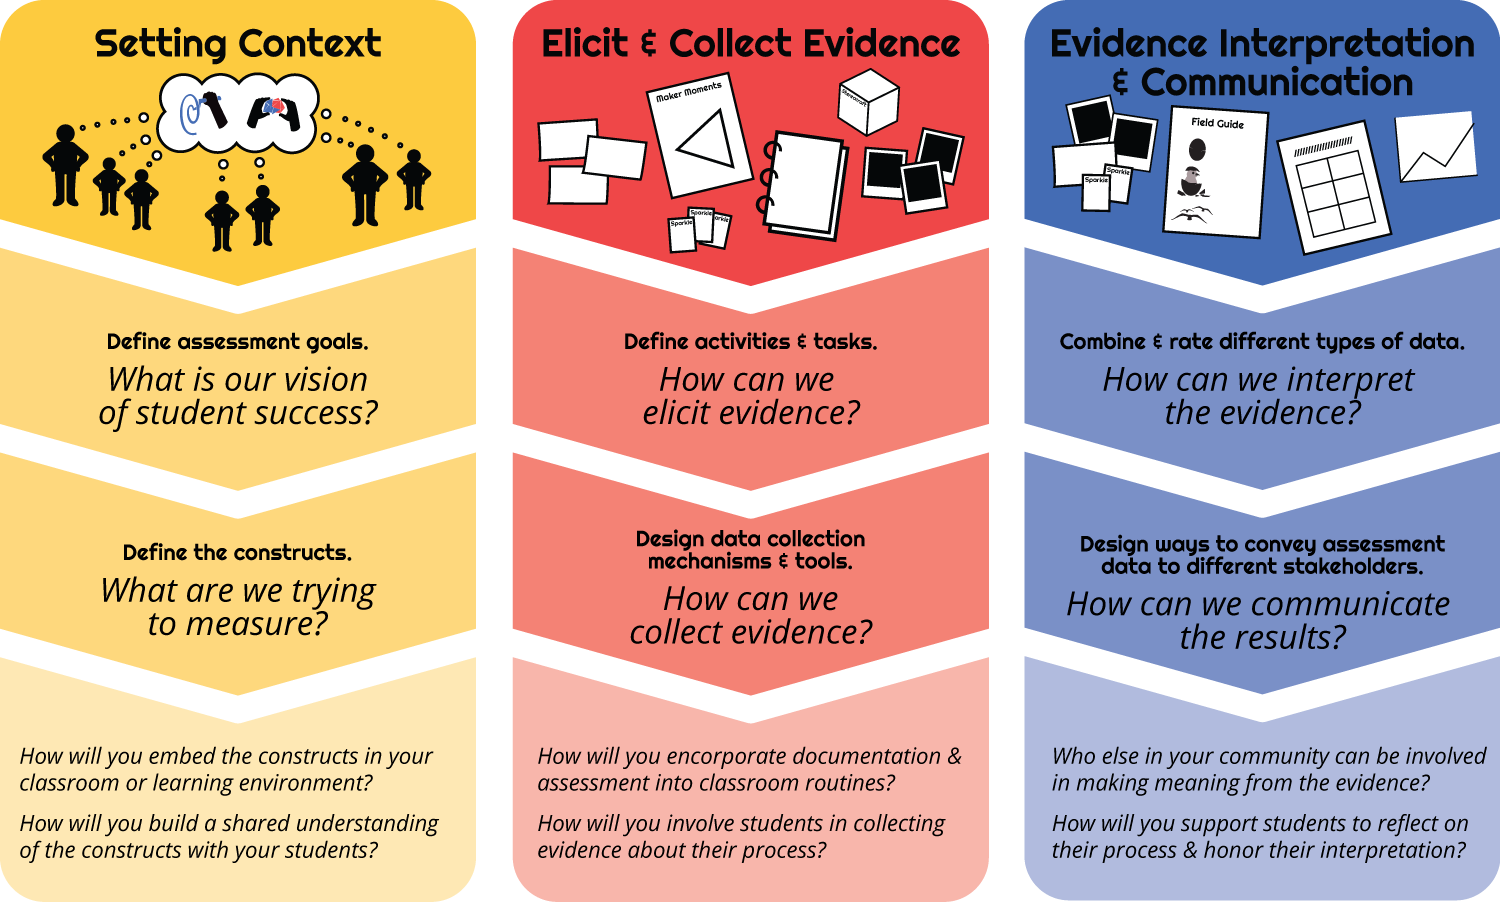 Setting Context
Define assessment goals.
What is our vision
of student success?
Define the constructs.
What are we trying
to measure?
How will you embed the constructs in your
classroom or learning environment?
How will you build a shared understanding
of the constructs with your students?
Elicit & Collect Evidence
Maker Moments
Sparkle
Sparkle
Define activities & tasks.
How can we
elicit evidence?
Design data collection
mechanisms & tools.
How can we
collect evidence?
How will you encorporate documentation &
assessment into classroom routines?
How will you involve students in collecting
evidence about their process?
Evidence Interpretation
& Communication
Field Guide
Sparkle
Sparkle
Combine & rate different types of data.
How can we interpret
the evidence?
Design ways to convey assessment
data to different stakeholders.
How can we communicate
the results?
Who else in your community can be involved
in making meaning from the evidence?
How will you support students to reflect on
their process & honor their interpretation?